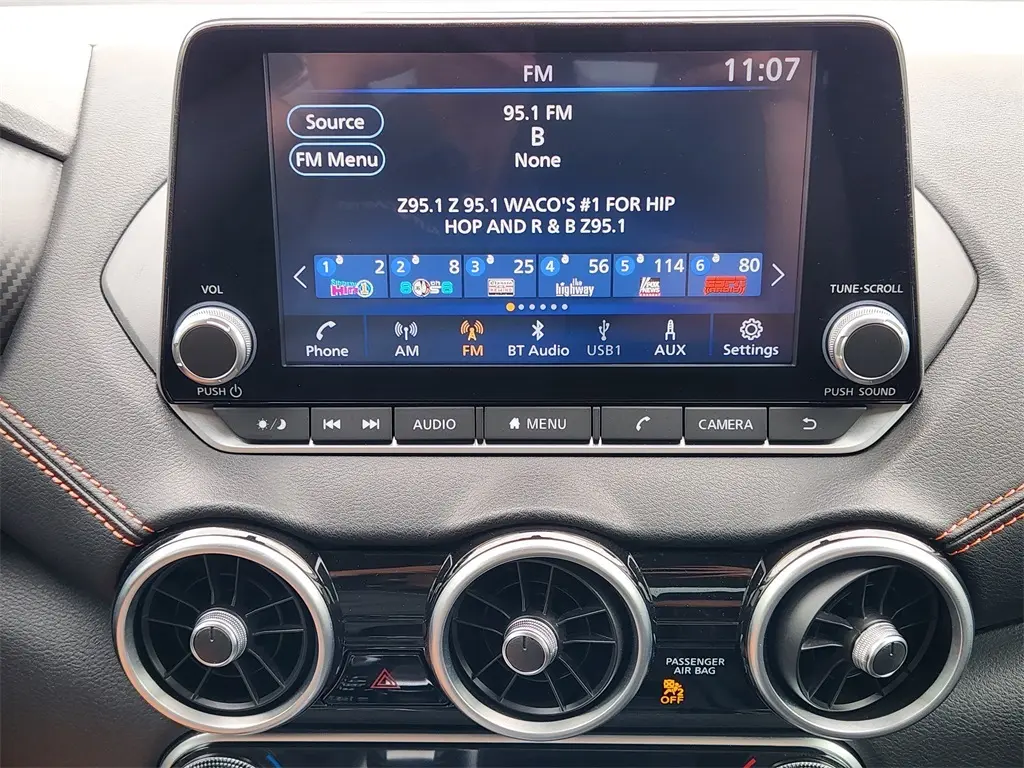 FM
11:07
Source
95.1 FM
B
FM Menu
None
Z95.1 Z 95.1 WACO'S #1 FOR HIP
HOP AND R & B Z95.1
1 2
2 8
3 25
4 56
5 114
6 80
the highway
FOX NEWS
VOL
TUNE·SCROLL
Phone
AM
FM
BT Audio
USB1
AUX
Settings
PUSH
PUSH SOUND
AUDIO
MENU
CAMERA
PASSENGER
AIR BAG
OFF